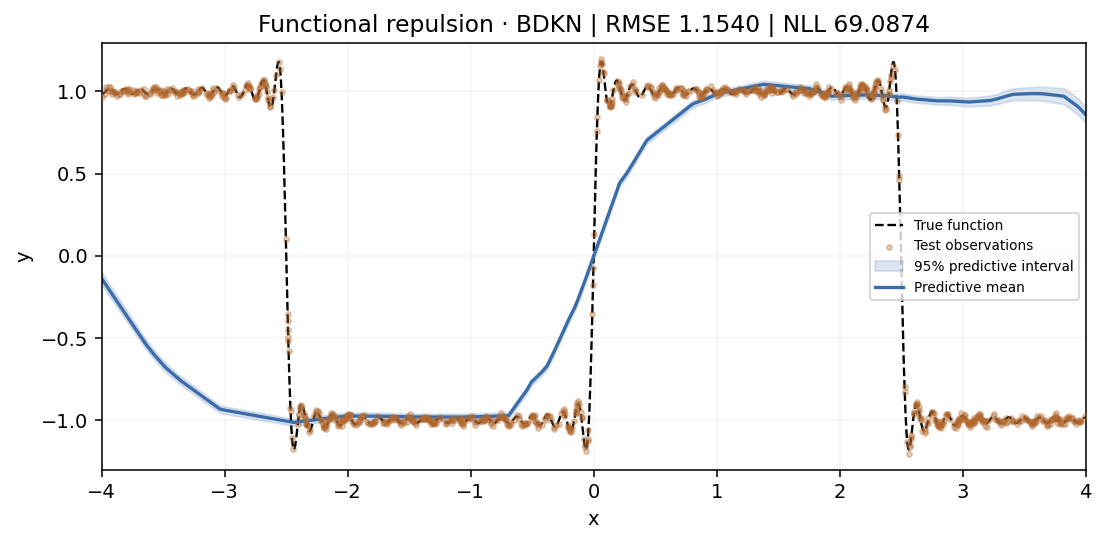 Functional repulsion · BDKN | RMSE 1.1540 | NLL 69.0874
1.0
0.5
0.0
−0.5
−1.0
y
True function
Test observations
95% predictive interval
Predictive mean
−4 −3 −2 −1 0 1 2 3 4
x